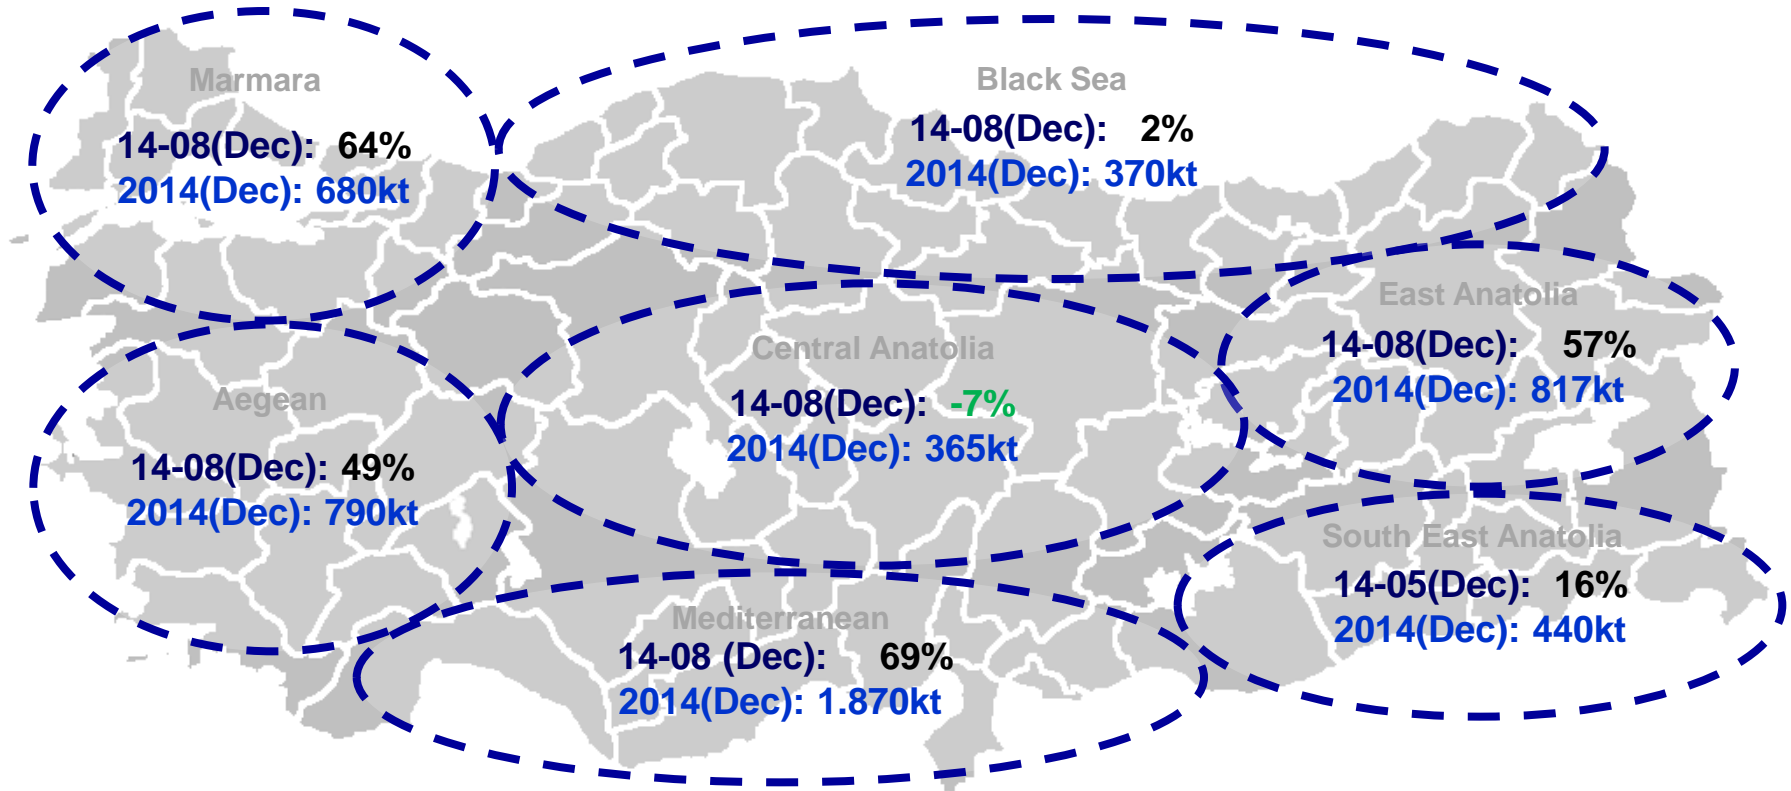 Marmara
14-08(Dec): 64%
2014(Dec): 680kt
Black Sea
14-08(Dec): 2%
2014(Dec): 370kt
East Anatolia
14-08(Dec): 57%
2014(Dec): 817kt
Central Anatolia
14-08(Dec): -7%
2014(Dec): 365kt
Aegean
14-08(Dec): 49%
2014(Dec): 790kt
South East Anatolia
14-05(Dec): 16%
2014(Dec): 440kt
Mediterranean
14-08 (Dec): 69%
2014(Dec): 1.870kt